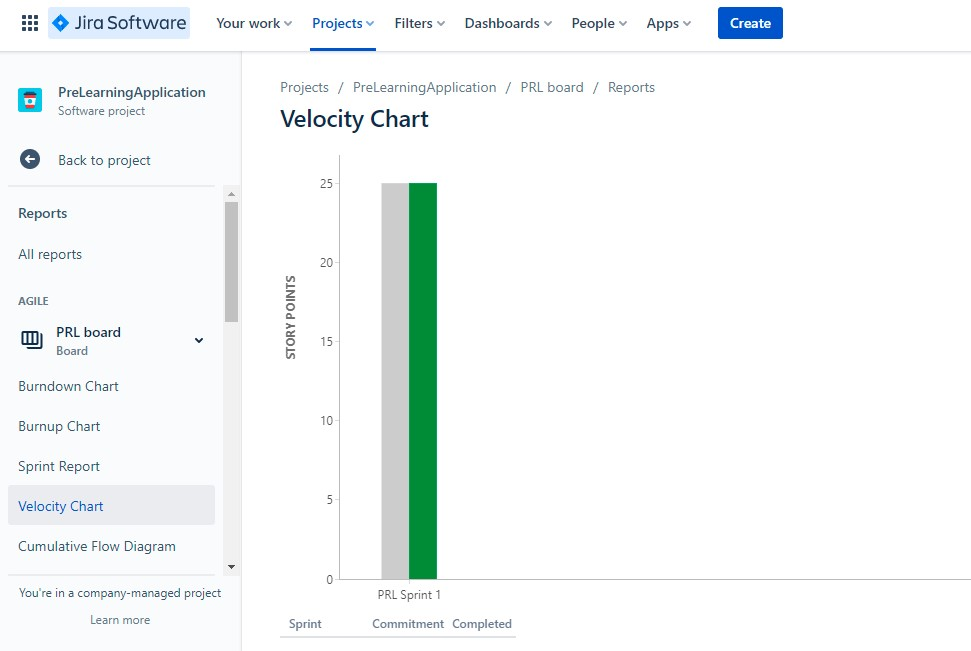 Jira Software
Your work Projects Filters Dashboards People Apps Create
PreLearningApplication
Software project
Back to project
Reports
All reports
AGILE
PRL board
Board
Burndown Chart
Burnup Chart
Sprint Report
Velocity Chart
Cumulative Flow Diagram
You're in a company-managed project
Learn more
Projects / PreLearningApplication / PRL board / Reports
Velocity Chart
STORY POINTS
25
20
15
10
5
0
PRL Sprint 1
Sprint Commitment Completed